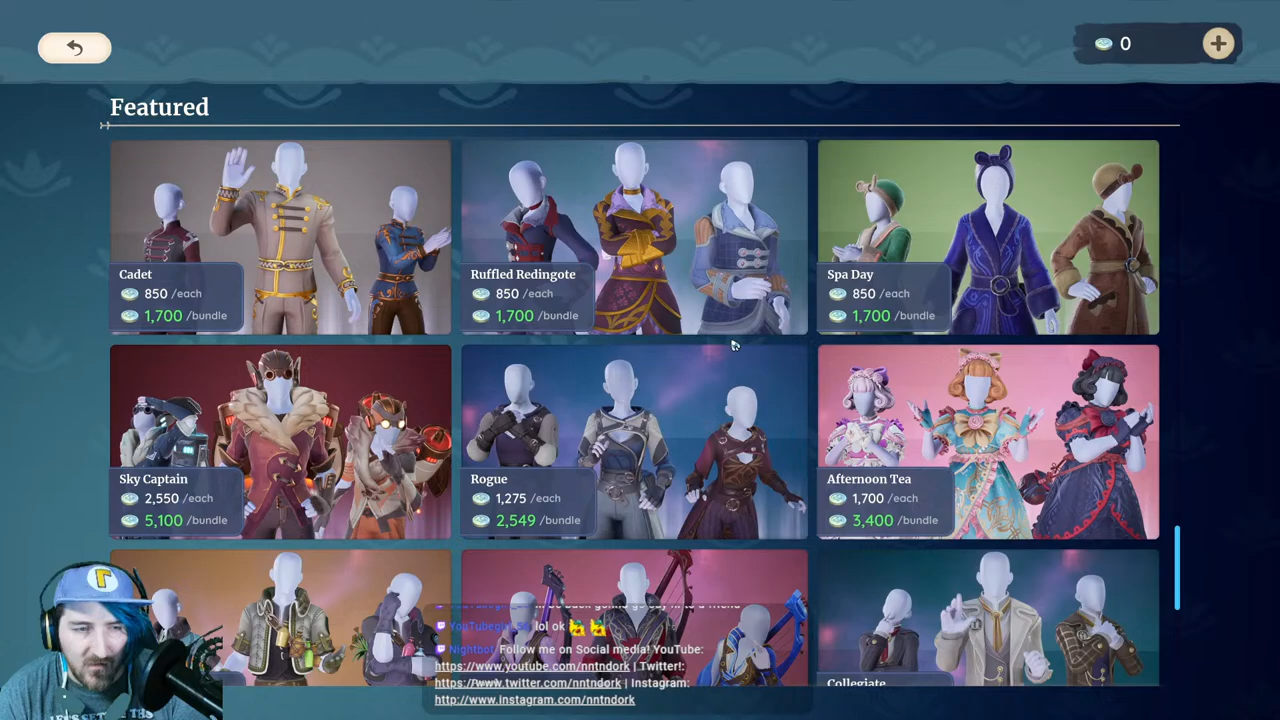 0
Featured
Cadet
850 /each
1,700 /bundle
Ruffled Redingote
850 /each
1,700 /bundle
Spa Day
850 /each
1,700 /bundle
Sky Captain
2,550 /each
5,100 /bundle
Rogue
1,275 /each
2,549 /bundle
Afternoon Tea
1,700 /each
3,400 /bundle
Collegiate
lol ok
Nightbot: Follow me on Social media! YouTube:
https://www.youtube.com/nntndork | Twitter!:
https://www.twitter.com/nntndork | Instagram:
http://www.instagram.com/nntndork